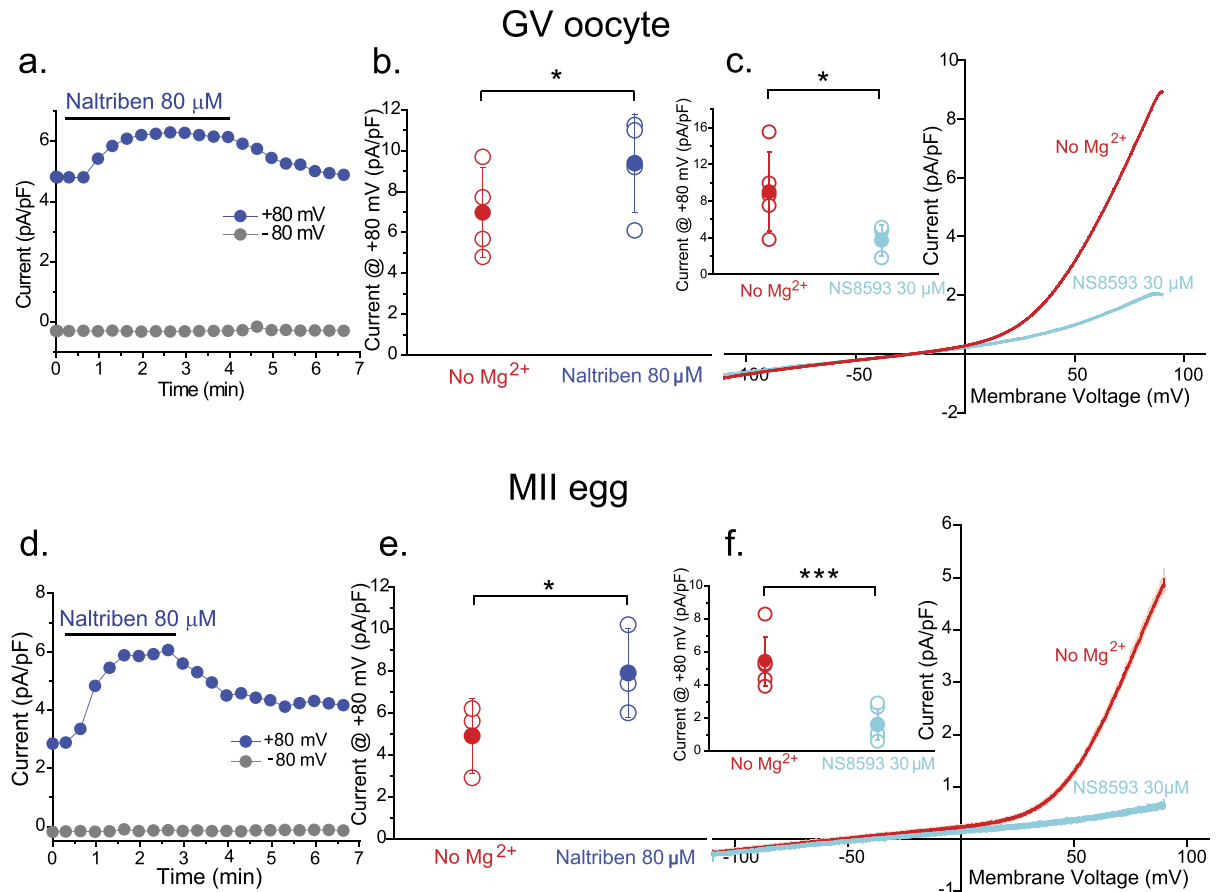 GV oocyte
a.
Naltriben 80 μM
Current (pA/pF)
6
4
2
0
+80 mV
-80 mV
0 1 2 3 4 5 6 7
Time (min)
b.
*
Current @ +80 mV (pA/pF)
12
10
8
6
4
2
0
No Mg2+
Naltriben 80 μM
c.
*
Current @ +80 mV (pA/pF)
16
12
8
4
0
No Mg2+
NS8593 30 μM
Current (pA/pF)
10
8
6
4
2
-2
No Mg2+
NS8593 30 μM
-100 -50 0 50 100
Membrane Voltage (mV)
MII egg
d.
Naltriben 80 μM
Current (pA/pF)
8
6
4
2
0
+80 mV
-80 mV
0 1 2 3 4 5 6 7
Time (min)
e.
*
Current @ +80 mV (pA/pF)
12
10
8
6
4
2
0
No Mg2+
Naltriben 80 μM
f.
***
Current @ +80 mV (pA/pF)
10
8
6
4
2
0
No Mg2+
NS8593 30 μM
Current (pA/pF)
6
5
4
3
2
1
-1
No Mg2+
NS8593 30μM
-100 -50 0 50 100
Membrane Voltage (mV)